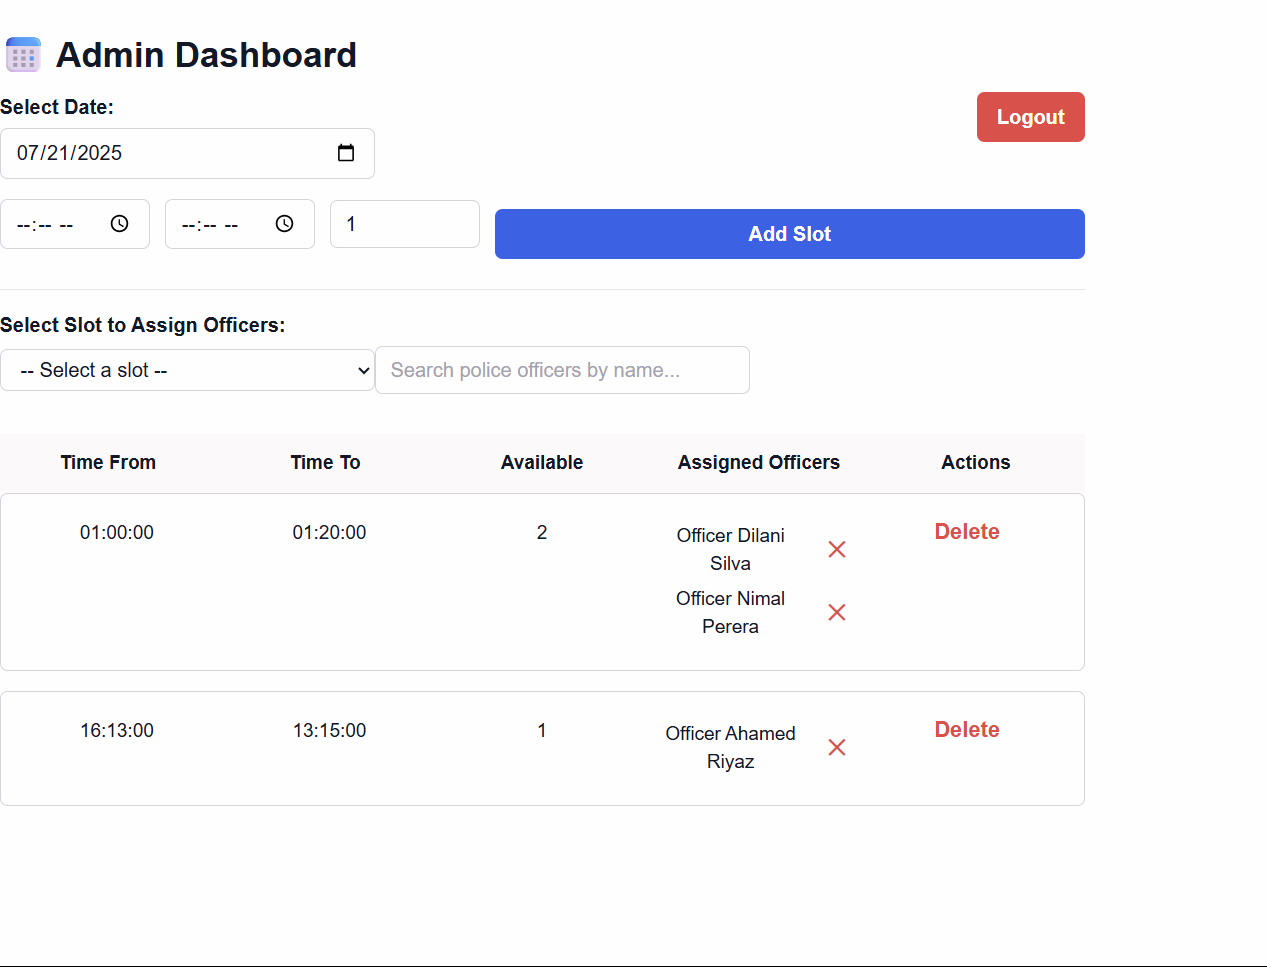 Admin Dashboard
Select Date:
Logout
07/21/2025
--:-- --
--:-- --
1
Add Slot
Select Slot to Assign Officers:
-- Select a slot --
Search police officers by name...
Time From Time To Available Assigned Officers Actions
01:00:00 01:20:00 2 Officer Dilani Delete
Silva
Officer Nimal
Perera
16:13:00 13:15:00 1 Officer Ahamed Delete
Riyaz